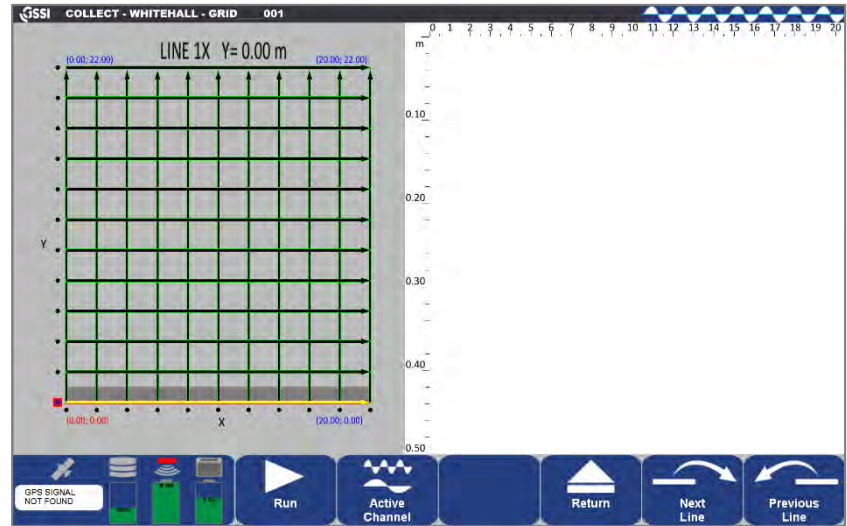 GSSI COLLECT - WHITEHALL - GRID 001
LINE 1X Y= 0.00 m
(0.00; 22.00) (20.00; 22.00)
Y
(0.00; 0.00) X (20.00; 0.00)
0 1 2 3 4 5 6 7 8 9 10 11 12 13 14 15 16 17 18 19 20
m
0.10
0.20
0.30
0.40
0.50
GPS SIGNAL
NOT FOUND
Run
Active
Channel
Return
Next
Line
Previous
Line